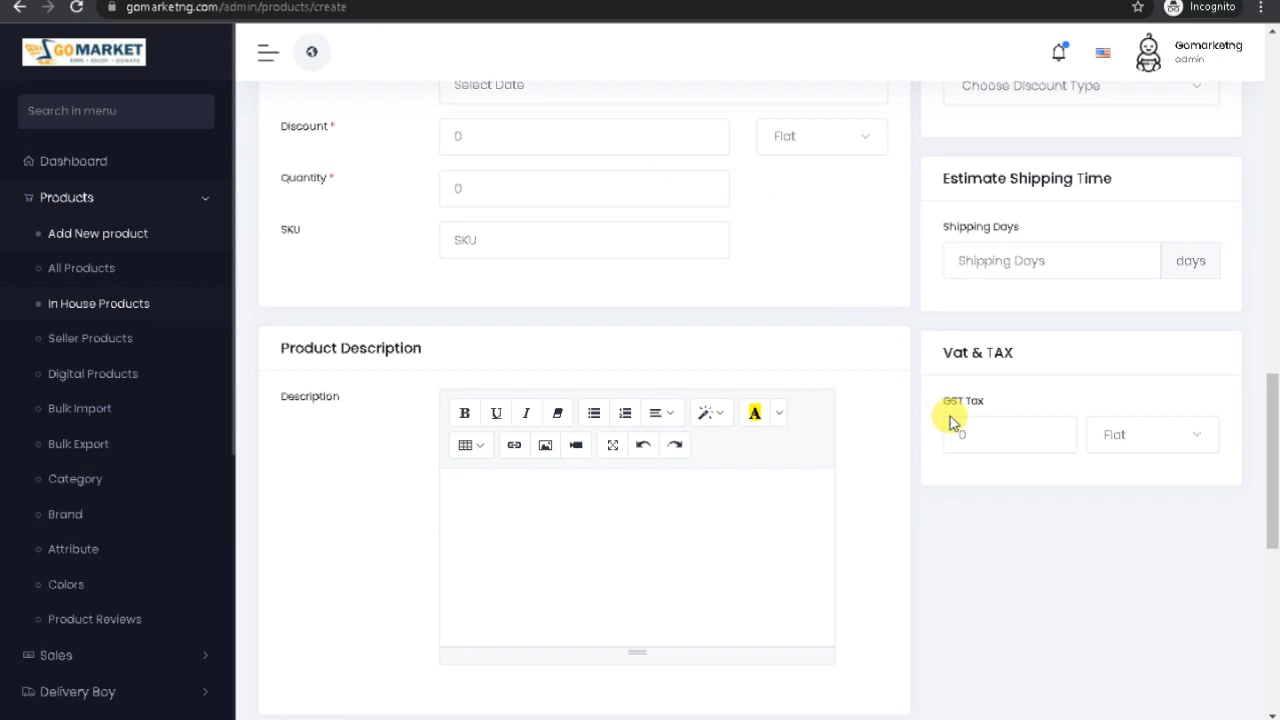 gomarketng.com/admin/products/create
Incognito
GOMARKET
EARN • ENJOY • DONATE
Search in menu
Dashboard
Products
Add New product
All Products
In House Products
Seller Products
Digital Products
Bulk Import
Bulk Export
Category
Brand
Attribute
Colors
Product Reviews
Sales
Delivery Boy
Gomarketng
admin
Select Date
Discount *
0
Flat
Quantity *
0
SKU
SKU
Product Description
Description
B U I
A
Choose Discount Type
Estimate Shipping Time
Shipping Days
Shipping Days
days
Vat & TAX
GST Tax
0
Flat